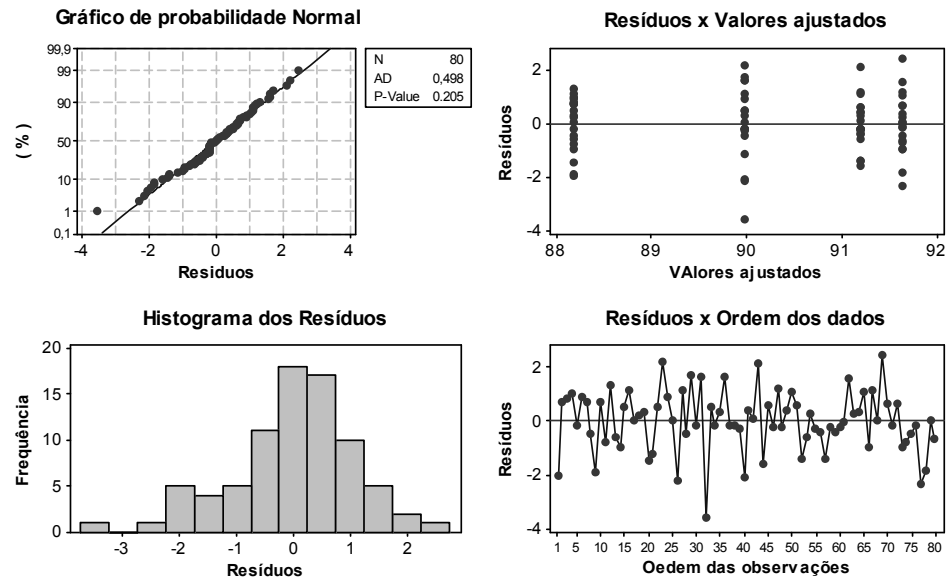 Gráfico de probabilidade Normal
99,9
99
90
50
10
1
0,1
( % )
-4 -2 0 2 4
Residuos
N 80
AD 0,498
P-Value 0.205
Resíduos x Valores ajustados
2
0
-2
-4
Resíduos
88 89 90 91 92
VAlores ajustados
Histograma dos Resíduos
20
15
10
5
0
Frequência
-3 -2 -1 0 1 2
Resíduos
Resíduos x Ordem dos dados
2
0
-2
-4
Resíduos
1 5 10 15 20 25 30 35 40 45 50 55 60 65 70 75 80
Oedem das observações